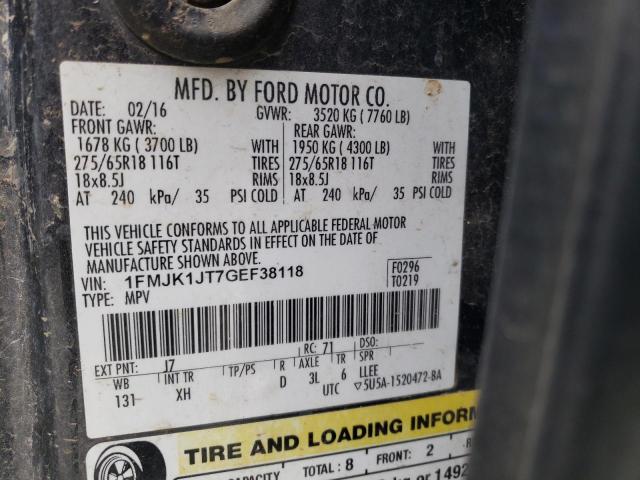 MFD. BY FORD MOTOR CO.
DATE: 02/16 GVWR: 3520 KG (7760 LB)
FRONT GAWR: REAR GAWR:
1678 KG (3700 LB) WITH 1950 KG (4300 LB) WITH
275/65R18 116T TIRES 275/65R18 116T TIRES
18x8.5J RIMS 18x8.5J RIMS
AT 240 kPa/ 35 PSI COLD AT 240 kPa/ 35 PSI COLD
THIS VEHICLE CONFORMS TO ALL APPLICABLE FEDERAL MOTOR
VEHICLE SAFETY STANDARDS IN EFFECT ON THE DATE OF
MANUFACTURE SHOWN ABOVE.
VIN: 1FMJK1JT7GEF38118 F0296
TYPE: MPV T0219
EXT PNT: J7 RC: 71 DSO:
WB INT TR TP/PS R AXLE TR SPR
131 XH D 3L 6 LLEE
UTC ▽5U5A-1520472-BA
TIRE AND LOADING INFORM
CAPACITY TOTAL: 8 FRONT: 2
kg or 1492